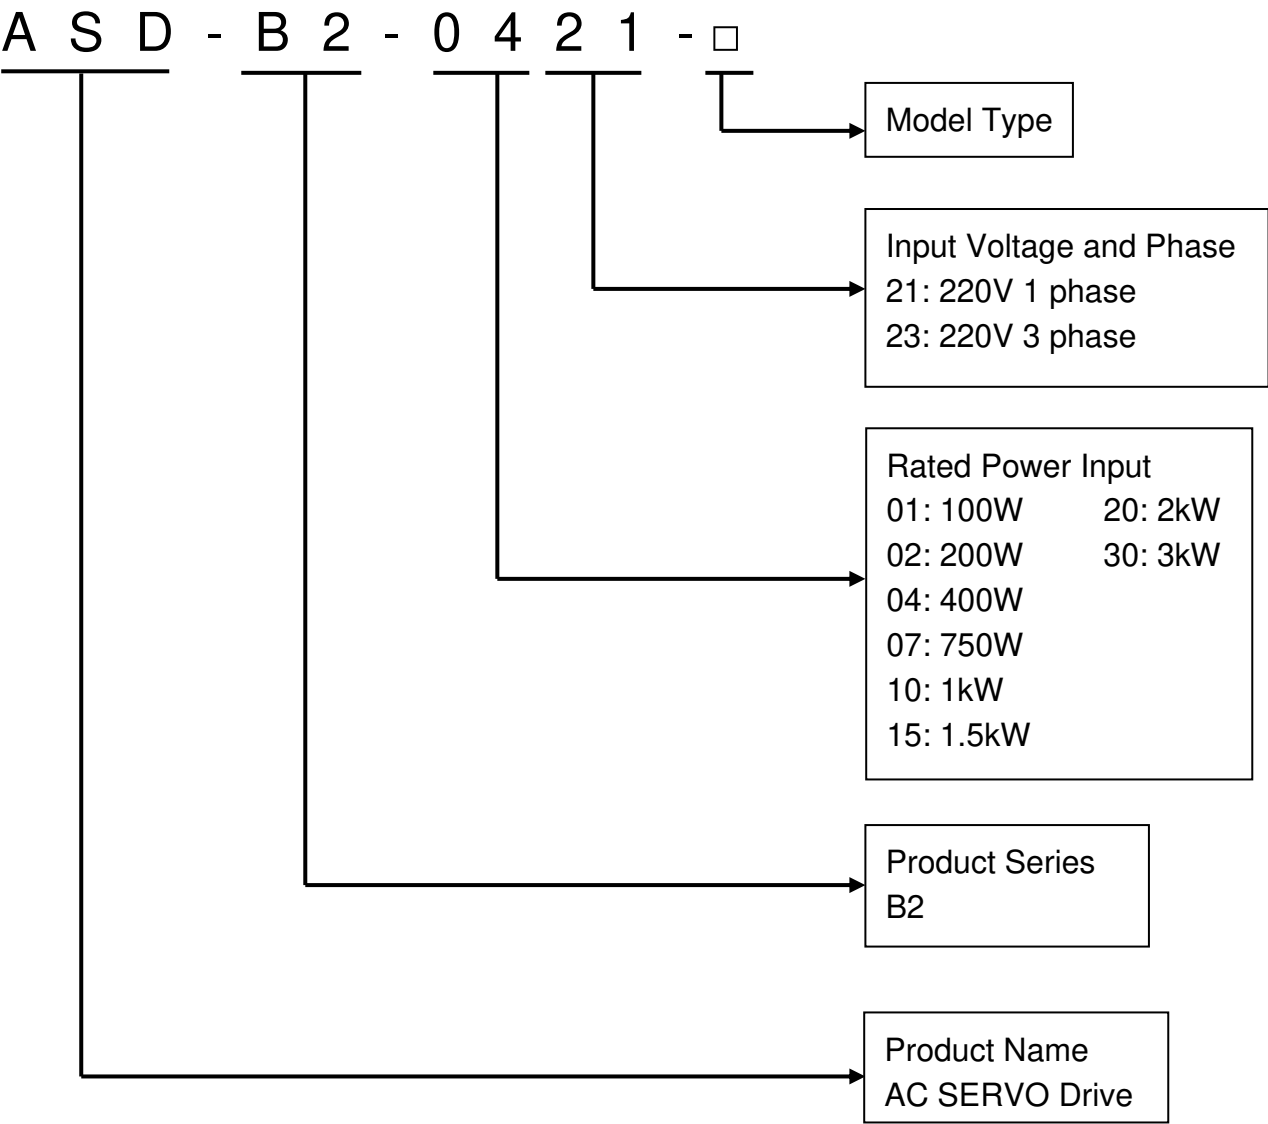 A S D - B 2 - 0 4 2 1 - □
Model Type
Input Voltage and Phase
21: 220V 1 phase
23: 220V 3 phase
Rated Power Input
01: 100W 20: 2kW
02: 200W 30: 3kW
04: 400W
07: 750W
10: 1kW
15: 1.5kW
Product Series
B2
Product Name
AC SERVO Drive